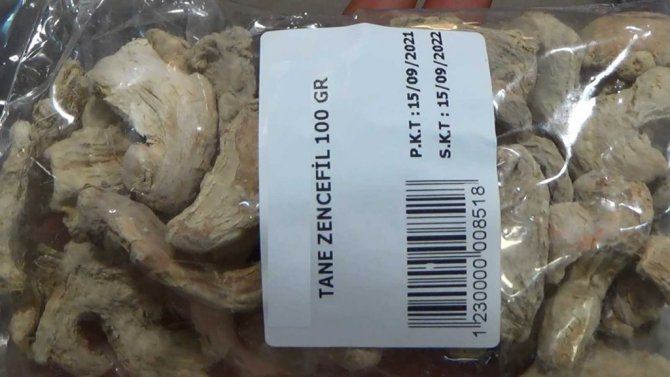 TANE ZENCEFİL 100 GR
P.K.T : 15/09/2021
S.K.T : 15/09/2022
1 230000 008518